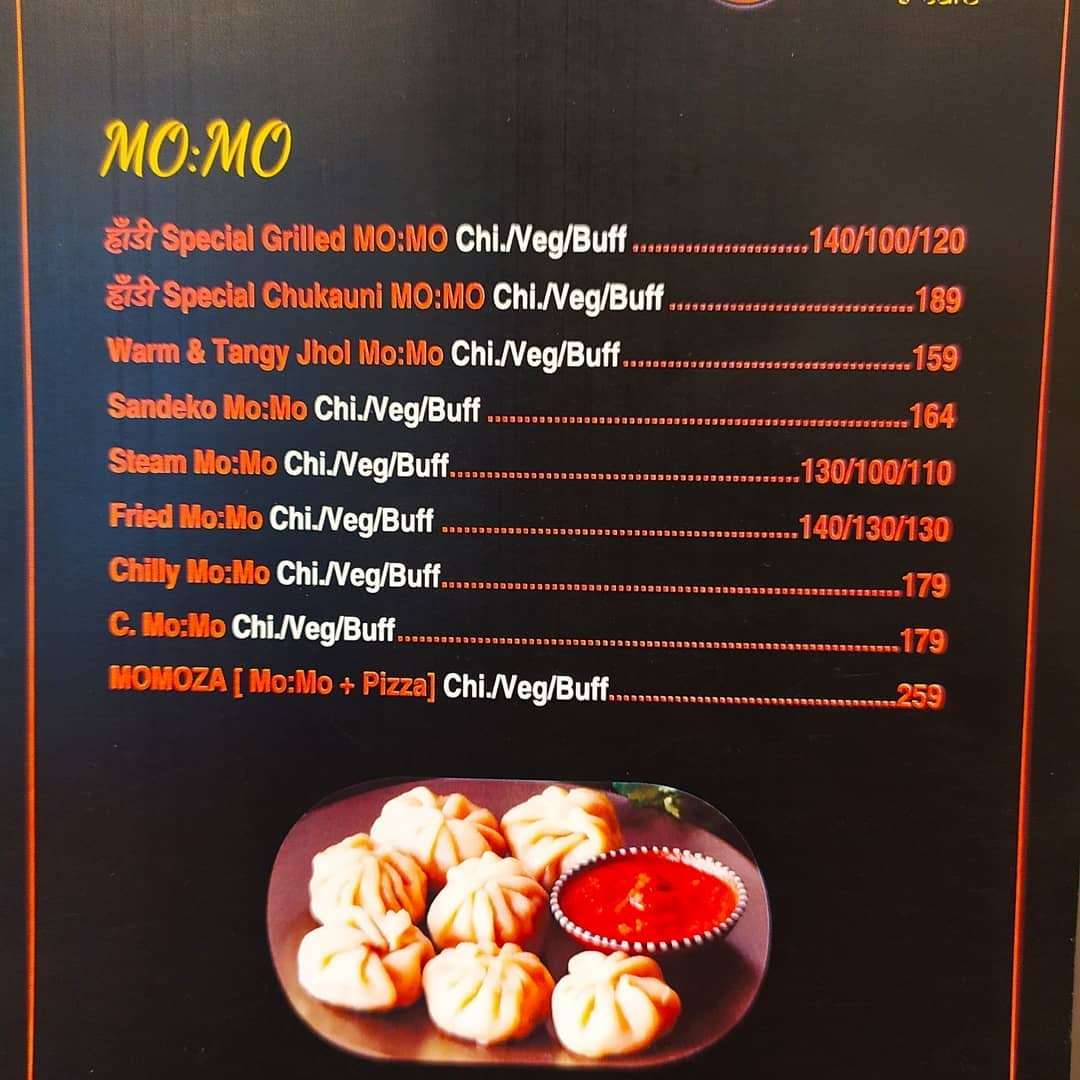 MO:MO
हाँडी Special Grilled MO:MO Chi./Veg/Buff ........................140/100/120
हाँडी Special Chukauni MO:MO Chi./Veg/Buff ..................................189
Warm & Tangy Jhol Mo:Mo Chi./Veg/Buff........................................159
Sandeko Mo:Mo Chi./Veg/Buff ..........................................................164
Steam Mo:Mo Chi./Veg/Buff................................................130/100/110
Fried Mo:Mo Chi./Veg/Buff .................................................140/130/130
Chilly Mo:Mo Chi./Veg/Buff................................................................179
C. Mo:Mo Chi./Veg/Buff......................................................................179
MOMOZA [ Mo:Mo + Pizza] Chi./Veg/Buff........................................259